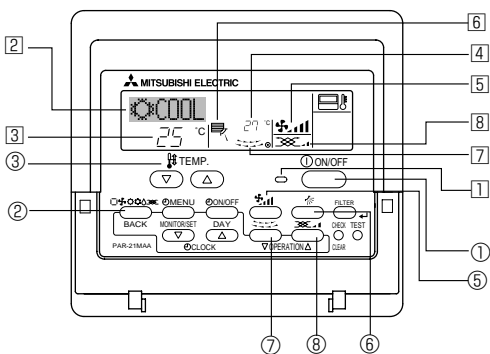 6
2
4
MITSUBISHI ELECTRIC
5
COOL
27 °C
3
25 °C
8
③
TEMP.
7
ON/OFF
1
MENU
ON/OFF
FILTER
②
BACK
MONITOR/SET
DAY
CHECK TEST
PAR-21MAA
CLOCK
OPERATION
CLEAR
①
⑤
⑦
⑧
⑥